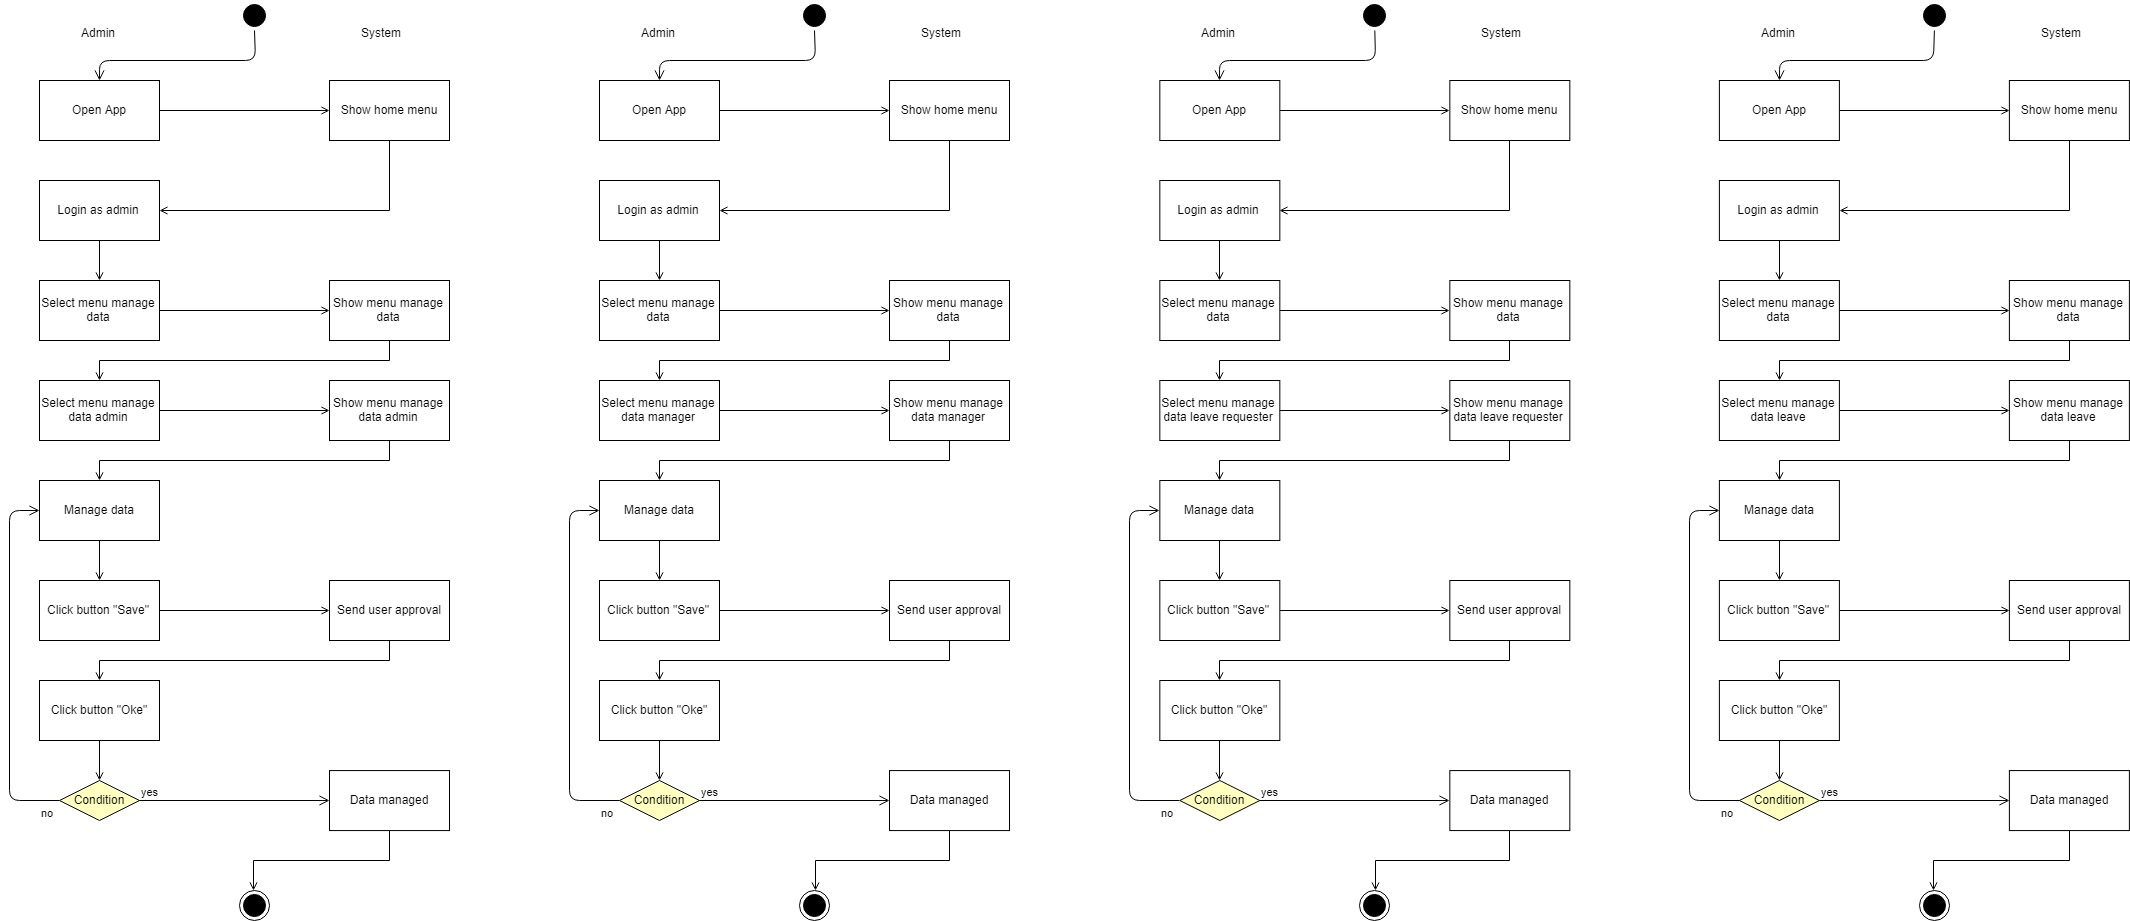 Admin
System
Open App
Show home menu
Login as admin
Select menu manage
data
Show menu manage
data
Select menu manage
data admin
Show menu manage
data admin
Manage data
Click button "Save"
Send user approval
Click button "Oke"
Condition
yes
no
Data managed
Admin
System
Open App
Show home menu
Login as admin
Select menu manage
data
Show menu manage
data
Select menu manage
data manager
Show menu manage
data manager
Manage data
Click button "Save"
Send user approval
Click button "Oke"
Condition
yes
no
Data managed
Admin
System
Open App
Show home menu
Login as admin
Select menu manage
data
Show menu manage
data
Select menu manage
data leave requester
Show menu manage
data leave requester
Manage data
Click button "Save"
Send user approval
Click button "Oke"
Condition
yes
no
Data managed
Admin
System
Open App
Show home menu
Login as admin
Select menu manage
data
Show menu manage
data
Select menu manage
data leave
Show menu manage
data leave
Manage data
Click button "Save"
Send user approval
Click button "Oke"
Condition
yes
no
Data managed